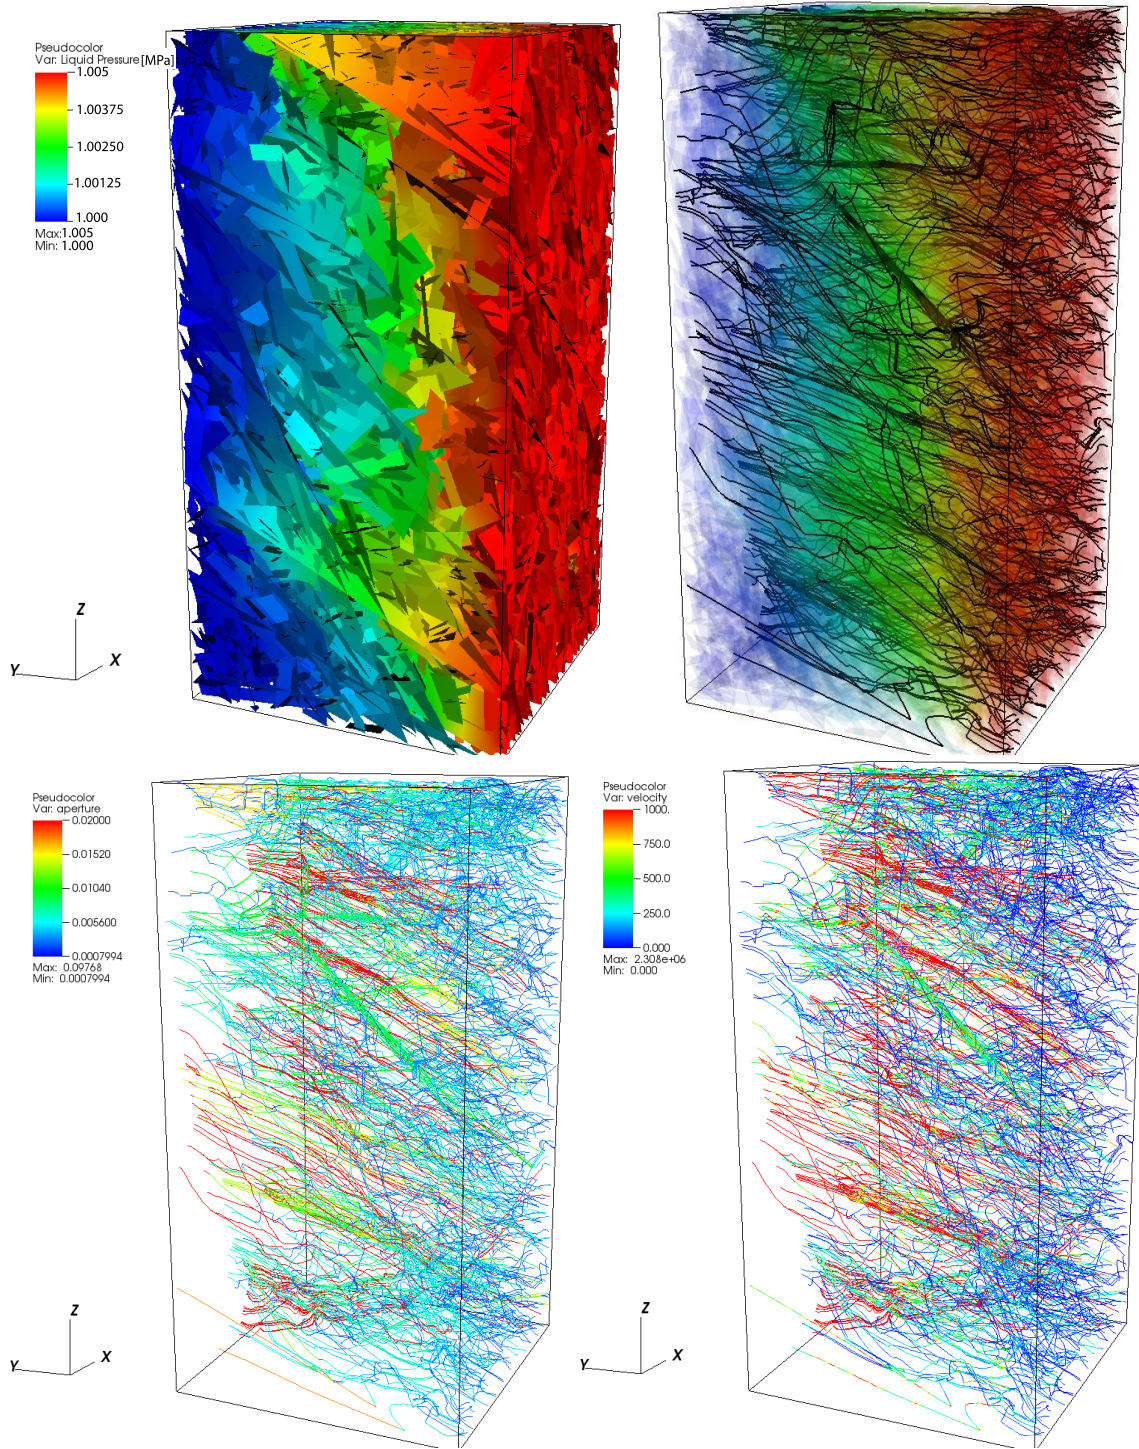 Pseudocolor
Var: Liquid Pressure[MPa]
1.005
1.00375
1.00250
1.00125
1.000
Max:1.005
Min: 1.000
Z
X
Y
Pseudocolor
Var: aperture
0.02000
0.01520
0.01040
0.005600
0.0007994
Max: 0.09768
Min: 0.0007994
Z
X
Y
Pseudocolor
Var: velocity
1000.
750.0
500.0
250.0
0.000
Max: 2.308e+06
Min: 0.000
Z
X
Y